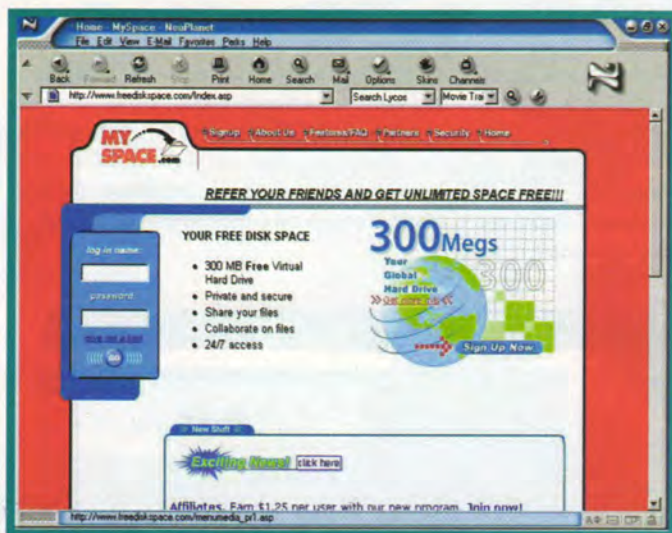 Home - MySpace - NeoPlanet
File Edit View E-Mail Favorites Perks Help
Back Forward Refresh Stop Print Home Search Mail Options Skins Channels
http://www.freediskspace.com/Index.asp Search Lycos Movie Trai
MY SPACE.com
Signup About Us Features/FAQ Partners Security Home
REFER YOUR FRIENDS AND GET UNLIMITED SPACE FREE!!!
log in name:
password:
GO
YOUR FREE DISK SPACE
• 300 MB Free Virtual
Hard Drive
• Private and secure
• Share your files
• Collaborate on files
• 24/7 access
300 Megs
300
Your
Global
Hard Drive
Sign Up Now
New Stuff
Exciting News! click here
Affiliates. Earn $1.25 per user with our new program. Join now!
http://www.freediskspace.com/menumedia_pr1.asp